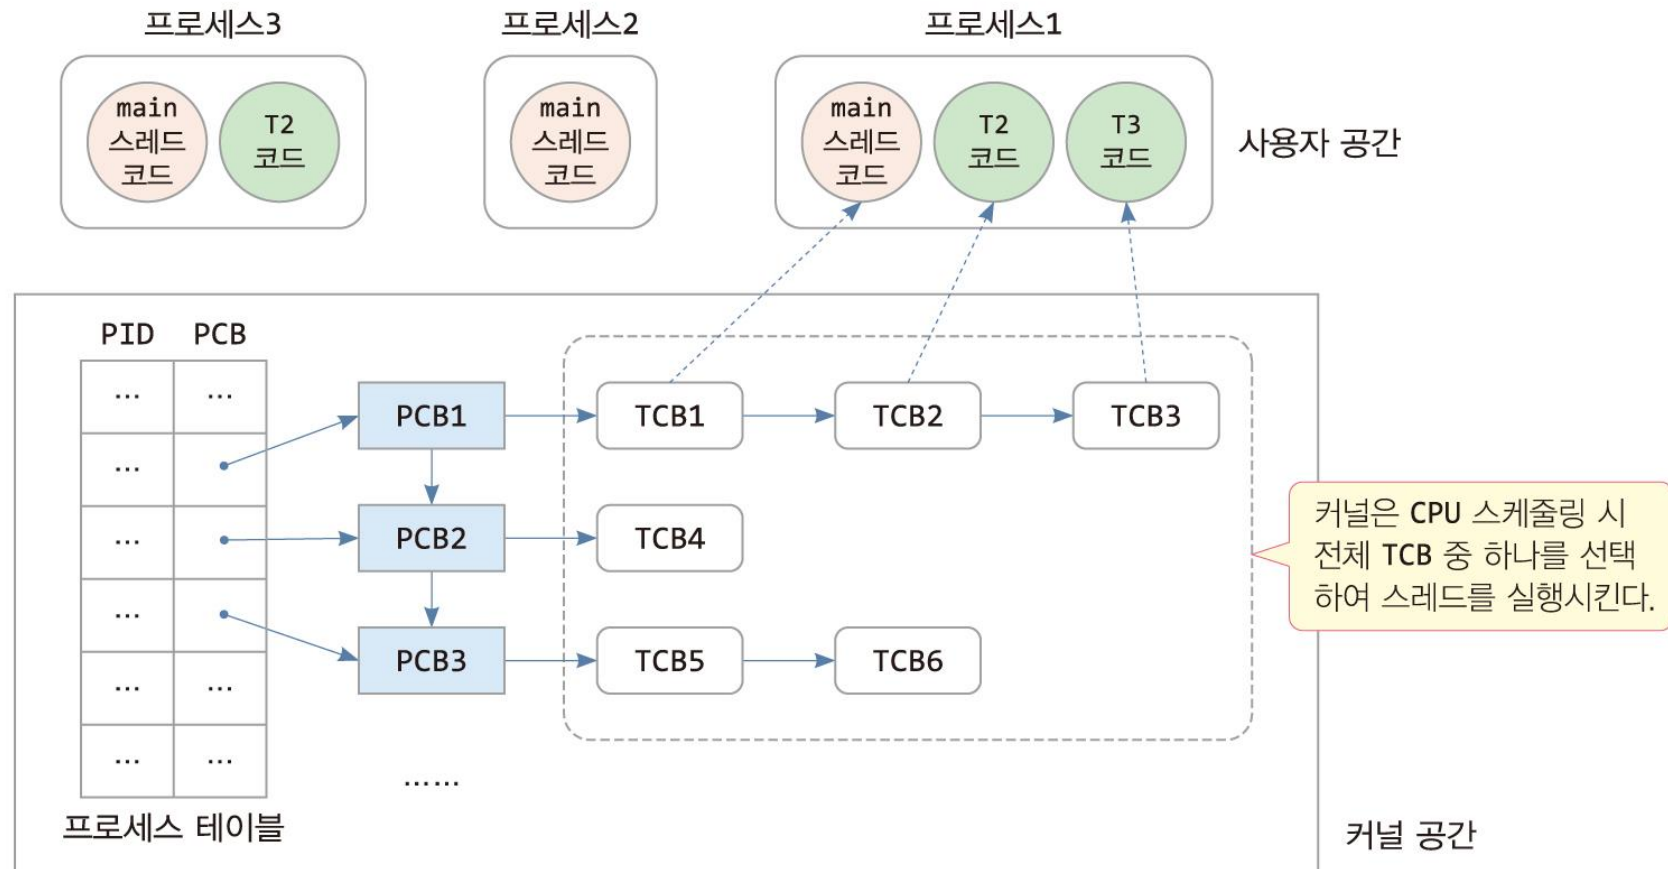 프로세스3
프로세스2
프로세스1
main
스레드
코드
T2
코드
main
스레드
코드
main
스레드
코드
T2
코드
T3
코드
사용자 공간
PID PCB
... ...
...
...
...
... ...
... ...
프로세스 테이블
PCB1
TCB1
TCB2
TCB3
PCB2
TCB4
PCB3
TCB5
TCB6
......
커널은 CPU 스케줄링 시
전체 TCB 중 하나를 선택
하여 스레드를 실행시킨다.
커널 공간